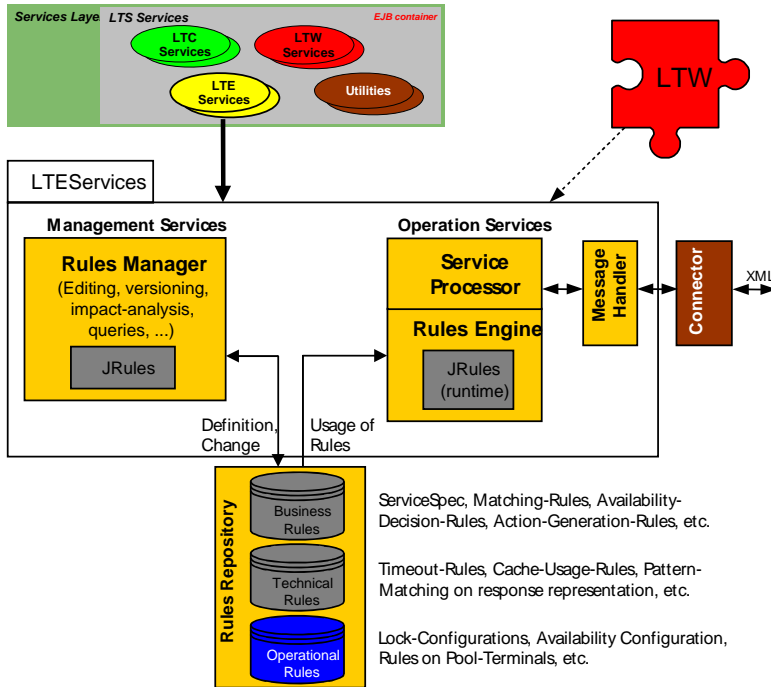 Services Laye
LTS Services
EJB container
LTC
Services
LTW
Services
LTE
Services
Utilities
LTW
LTEServices
Management Services
Operation Services
Rules Manager
(Editing, versioning,
impact-analysis,
queries, ...)
JRules
Service
Processor
Rules Engine
JRules
(runtime)
Message
Handler
Connector
XML
Definition,
Change
Usage of
Rules
Rules Repository
Business
Rules
Technical
Rules
Operational
Rules
ServiceSpec, Matching-Rules, Availability-
Decision-Rules, Action-Generation-Rules, etc.
Timeout-Rules, Cache-Usage-Rules, Pattern-
Matching on response representation, etc.
Lock-Configurations, Availability Configuration,
Rules on Pool-Terminals, etc.